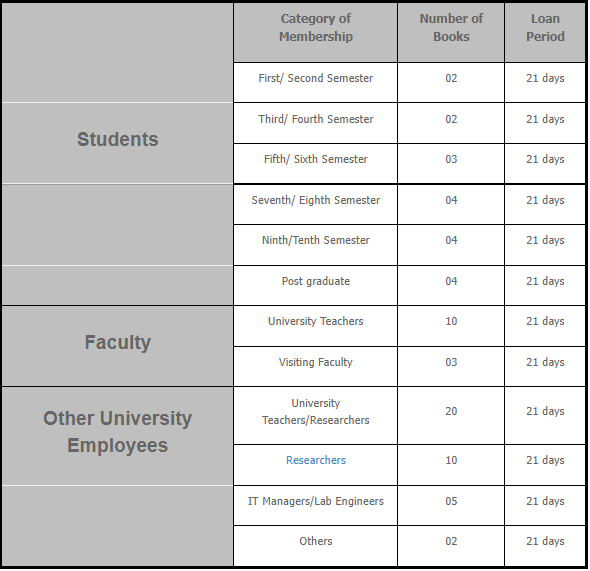 Category of Membership Number of Books Loan Period
First/ Second Semester 02 21 days
Students
Third/ Fourth Semester 02 21 days
Fifth/ Sixth Semester 03 21 days
Seventh/ Eighth Semester 04 21 days
Ninth/Tenth Semester 04 21 days
Post graduate 04 21 days
Faculty
University Teachers 10 21 days
Visiting Faculty 03 21 days
Other University
Employees
University
Teachers/Researchers 20 21 days
Researchers 10 21 days
IT Managers/Lab Engineers 05 21 days
Others 02 21 days